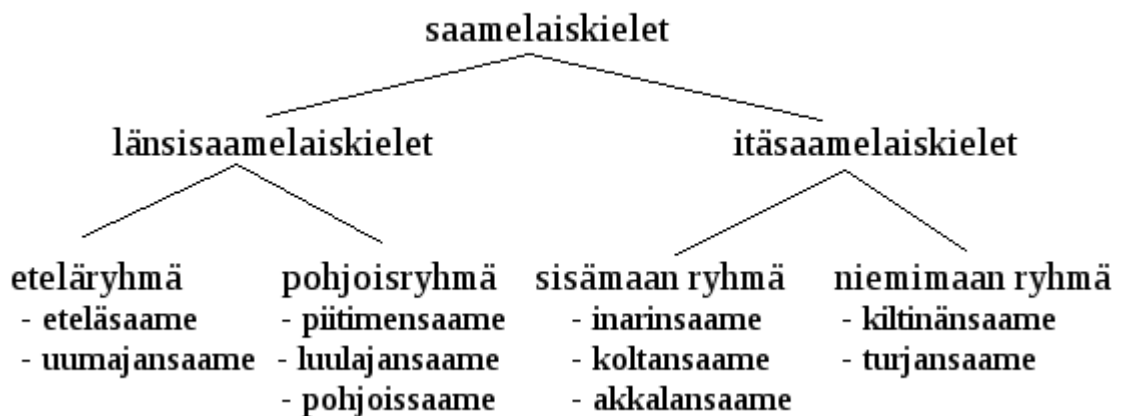 saamelaiskielet
länsisaamelaiskielet
itäsaamelaiskielet
eteläryhmä
- eteläsaame
- uumajansaame
pohjoisryhmä
- piitimensaame
- luulajansaame
- pohjoissaame
sisämaan ryhmä
- inarinsaame
- koltansaame
- akkalansaame
niemimaan ryhmä
- kiltinänsaame
- turjansaame